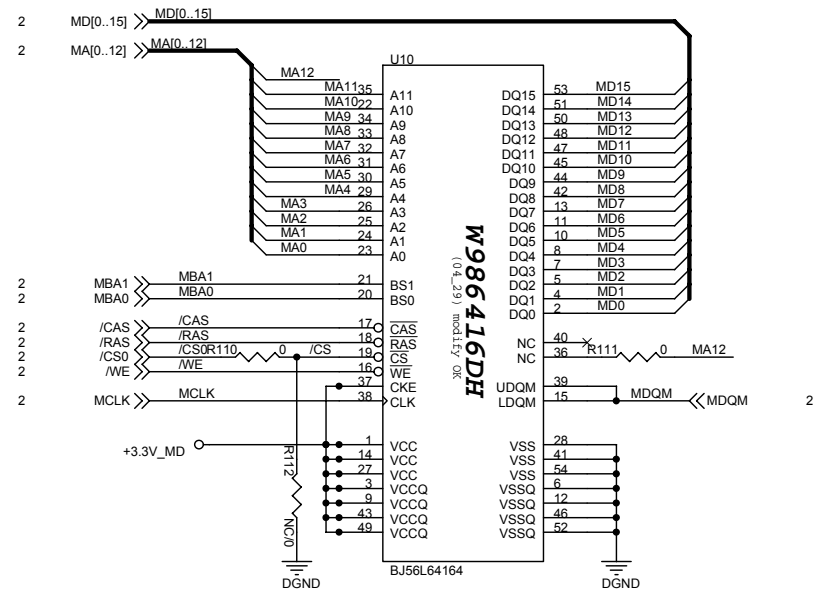 2 MD[0..15] MD[0..15]
2 MA[0..12] MA[0..12]
U10
MA12
MA11 35 A11 DQ15 53 MD15
MA10 22 A10 DQ14 51 MD14
MA9 34 A9 DQ13 50 MD13
MA8 33 A8 DQ12 48 MD12
MA7 32 A7 DQ11 47 MD11
MA6 31 A6 DQ10 45 MD10
MA5 30 A5 DQ9 44 MD9
MA4 29 A4 DQ8 42 MD8
MA3 26 A3 DQ7 13 MD7
MA2 25 A2 DQ6 11 MD6
MA1 24 A1 DQ5 10 MD5
MA0 23 A0 DQ4 8 MD4
DQ3 7 MD3
2 MBA1 MBA1 21 BS1 DQ2 5 MD2
2 MBA0 MBA0 20 BS0 DQ1 4 MD1
DQ0 2 MD0
W986416DH
(04_29) modify OK
2 /CAS /CAS 17 CAS
2 /RAS /RAS 18 RAS NC 40
2 /CS0 /CS0 R110 0 /CS 19 CS NC 36 R111 0 MA12
2 /WE /WE 16 WE
37 CKE UDQM 39
2 MCLK MCLK 38 CLK LDQM 15 MDQM MDQM 2
+3.3V_MD
1 VCC VSS 28
14 VCC VSS 41
27 VCC VSS 54
3 VCCQ VSSQ 6
9 VCCQ VSSQ 12
43 VCCQ VSSQ 46
49 VCCQ VSSQ 52
R112
NC/0
BJ56L64164
DGND DGND